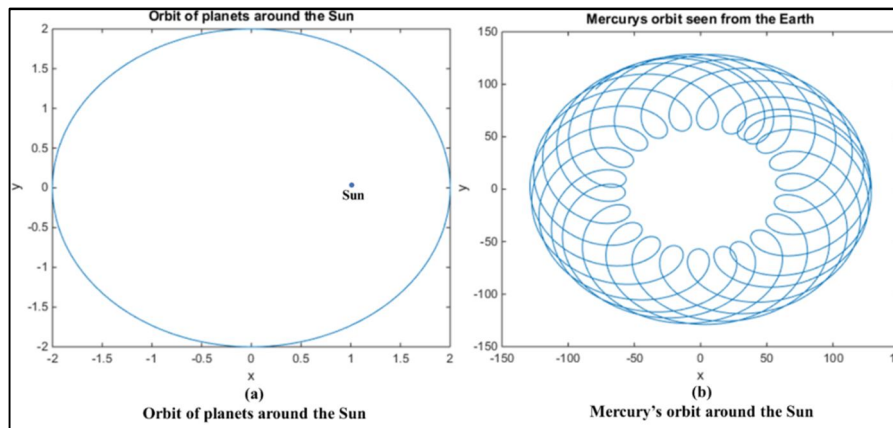 Orbit of planets around the Sun
2
1.5
1
0.5
0
-0.5
-1
-1.5
-2
y
Sun
-2 -1.5 -1 -0.5 0 0.5 1 1.5 2
x
(a)
Orbit of planets around the Sun
Mercurys orbit seen from the Earth
150
100
50
0
-50
-100
-150
y
-150 -100 -50 0 50 100
x
(b)
Mercury's orbit around the Sun